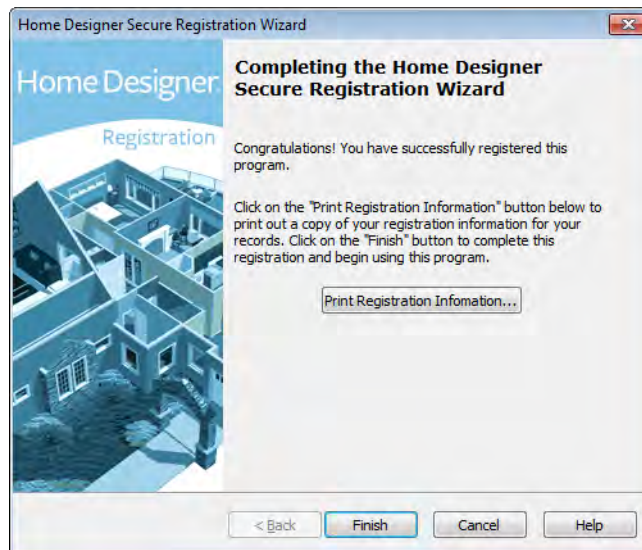 Home Designer Secure Registration Wizard
Home Designer
Registration
Completing the Home Designer
Secure Registration Wizard
Congratulations! You have successfully registered this
program.
Click on the "Print Registration Information" button below to
print out a copy of your registration information for your
records. Click on the "Finish" button to complete this
registration and begin using this program.
Print Registration Infomation...
< Back
Finish
Cancel
Help